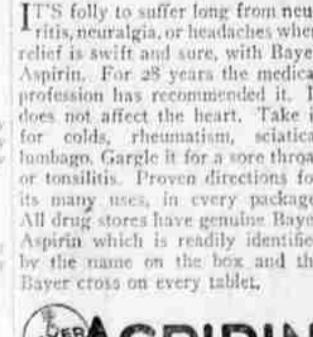 IT'S folly to suffer long from neu
ritis, neuralgia, or headaches whe
relief is swift and sure, with Baye
Aspirin. For 28 years the medica
profession has recommended it. I
does not affect the heart. Take i
for colds, rheumatism, sciatica
lumbago. Gargle it for a sore throa
or tonsilitis. Proven directions fo
its many uses, in every package
All drug stores have genuine Baye
Aspirin which is readily identifie
by the name on the box and th
Bayer cross on every tablet.
ASPIRIN